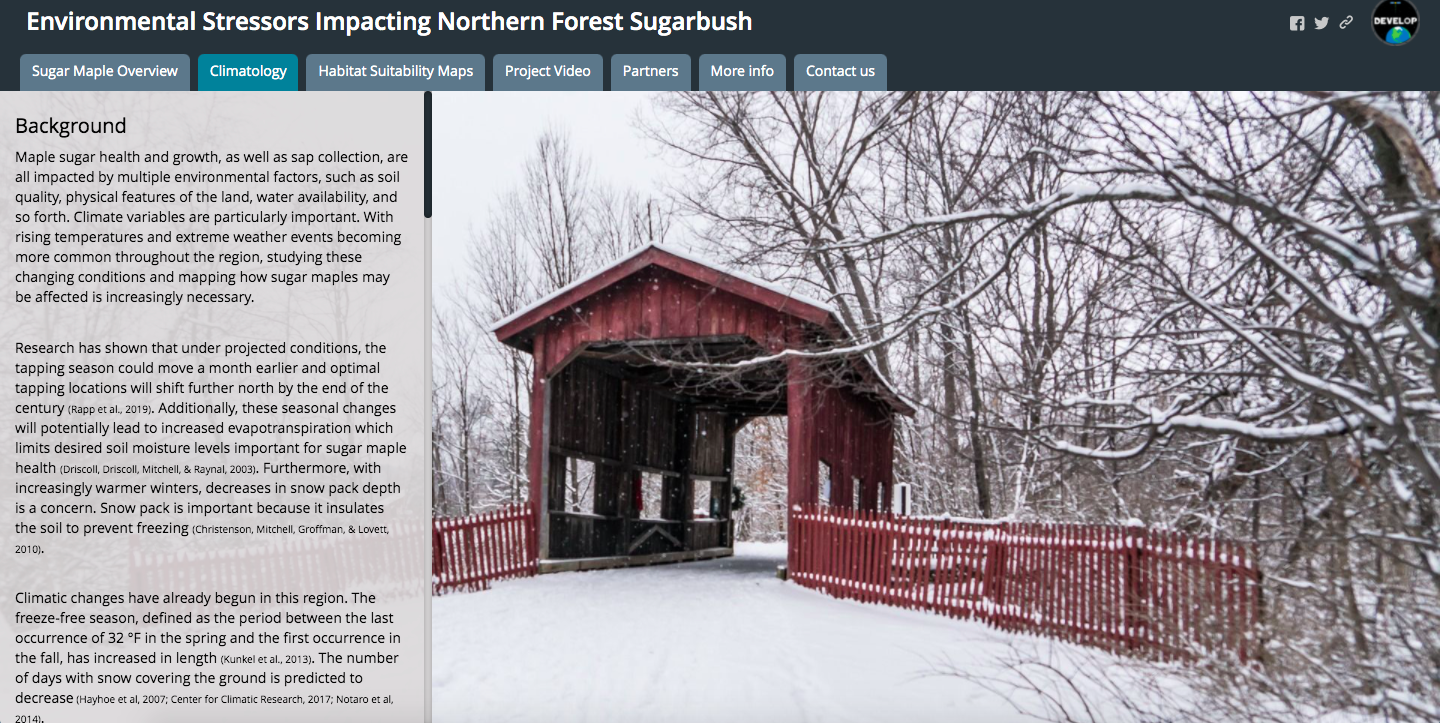 Environmental Stressors Impacting Northern Forest Sugarbush
DEVELOP
Sugar Maple Overview
Climatology
Habitat Suitability Maps
Project Video
Partners
More info
Contact us
Background
Maple sugar health and growth, as well as sap collection, are
all impacted by multiple environmental factors, such as soil
quality, physical features of the land, water availability, and
so forth. Climate variables are particularly important. With
rising temperatures and extreme weather events becoming
more common throughout the region, studying these
changing conditions and mapping how sugar maples may
be affected is increasingly necessary.
Research has shown that under projected conditions, the
tapping season could move a month earlier and optimal
tapping locations will shift further north by the end of the
century (Rapp et al., 2019). Additionally, these seasonal changes
will potentially lead to increased evapotranspiration which
limits desired soil moisture levels important for sugar maple
health (Driscoll, Driscoll, Mitchell, & Raynal, 2003). Furthermore, with
increasingly warmer winters, decreases in snow pack depth
is a concern. Snow pack is important because it insulates
the soil to prevent freezing (Christenson, Mitchell, Groffman, & Lovett,
2010).
Climatic changes have already begun in this region. The
freeze-free season, defined as the period between the last
occurrence of 32 °F in the spring and the first occurrence in
the fall, has increased in length (Kunkel et al., 2013). The number
of days with snow covering the ground is predicted to
decrease (Hayhoe et al, 2007; Center for Climatic Research, 2017; Notaro et al,
2014).